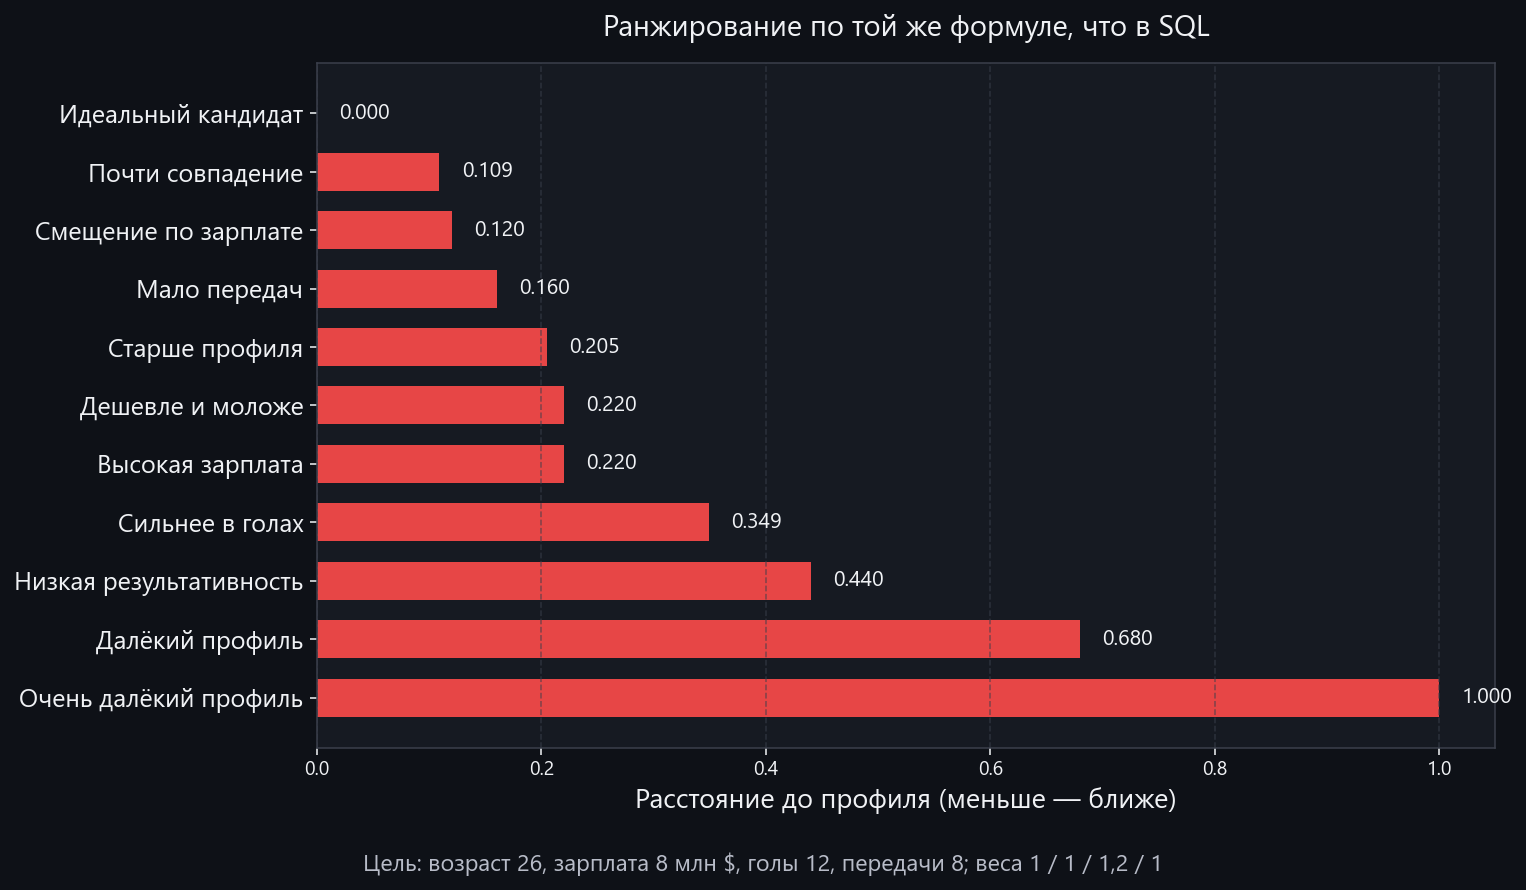 Ранжирование по той же формуле, что в SQL
Идеальный кандидат 0.000
Почти совпадение 0.109
Смещение по зарплате 0.120
Мало передач 0.160
Старше профиля 0.205
Дешевле и моложе 0.220
Высокая зарплата 0.220
Сильнее в голах 0.349
Низкая результативность 0.440
Далёкий профиль 0.680
Очень далёкий профиль 1.000
0.0 0.2 0.4 0.6 0.8 1.0
Расстояние до профиля (меньше — ближе)
Цель: возраст 26, зарплата 8 млн $, голы 12, передачи 8; веса 1 / 1 / 1,2 / 1